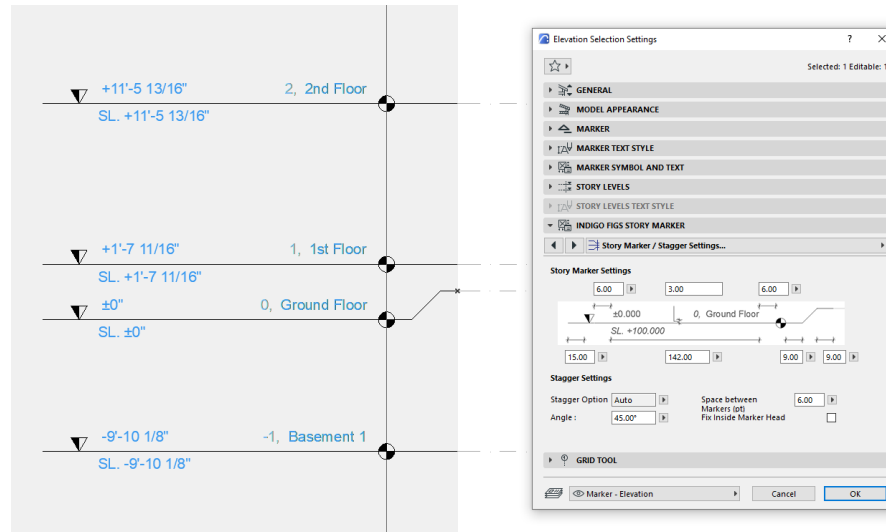 +11'-5 13/16" 2, 2nd Floor
SL. +11'-5 13/16"
+1'-7 11/16" 1, 1st Floor
SL. +1'-7 11/16"
±0" 0, Ground Floor
SL. ±0"
-9'-10 1/8" -1, Basement 1
SL. -9'-10 1/8"
Elevation Selection Settings ?
Selected: 1 Editable: 1
GENERAL
MODEL APPEARANCE
MARKER
MARKER TEXT STYLE
MARKER SYMBOL AND TEXT
STORY LEVELS
STORY LEVELS TEXT STYLE
INDIGO FIGS STORY MARKER
Story Marker / Stagger Settings...
Story Marker Settings
6.00 3.00 6.00
±0.000 0, Ground Floor
SL. +100.000
15.00 142.00 9.00 9.00
Stagger Settings
Stagger Option Auto Space between 6.00
Markers (pt)
Angle : 45.00° Fix Inside Marker Head
GRID TOOL
Marker - Elevation Cancel OK